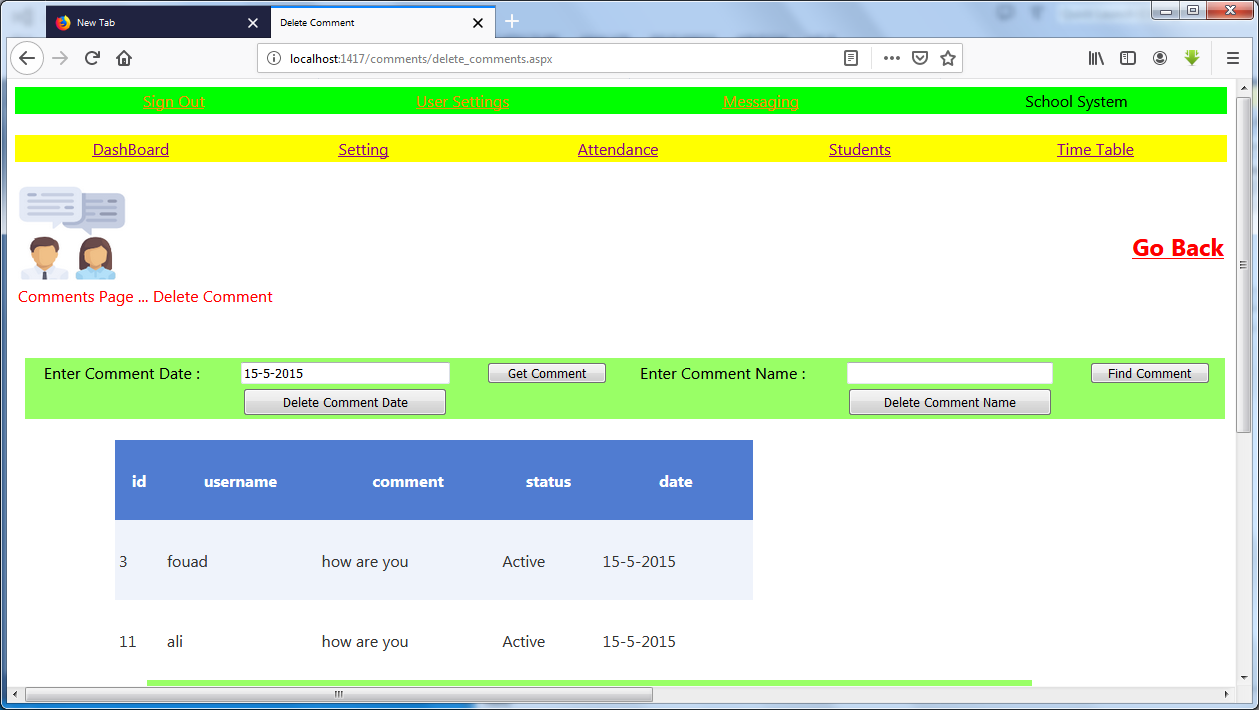 New Tab
Delete Comment
localhost:1417/comments/delete_comments.aspx
Sign Out User Settings Messaging School System
DashBoard Setting Attendance Students Time Table
Go Back
Comments Page ... Delete Comment
Enter Comment Date : 15-5-2015 Get Comment Enter Comment Name : Find Comment
Delete Comment Date Delete Comment Name
id username comment status date
3 fouad how are you Active 15-5-2015
11 ali how are you Active 15-5-2015